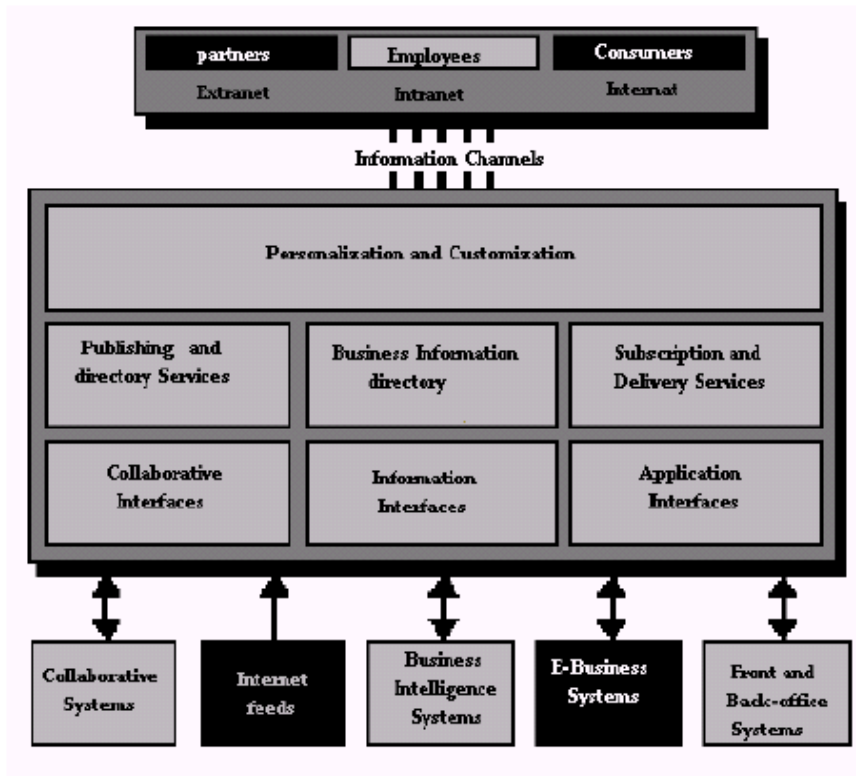 partners
Employees
Consumers
Extranet
Intranet
Internat
Information Channels
Personalization and Customization
Publishing and
directory Services
Business Information
directory
Subscription and
Delivery Services
Collaborative
Interfaces
Information
Interfaces
Application
Interfaces
Collaborative
Systems
Internet
feeds
Business
Intelligence
Systems
E-Business
Systems
Front and
Back-office
Systems